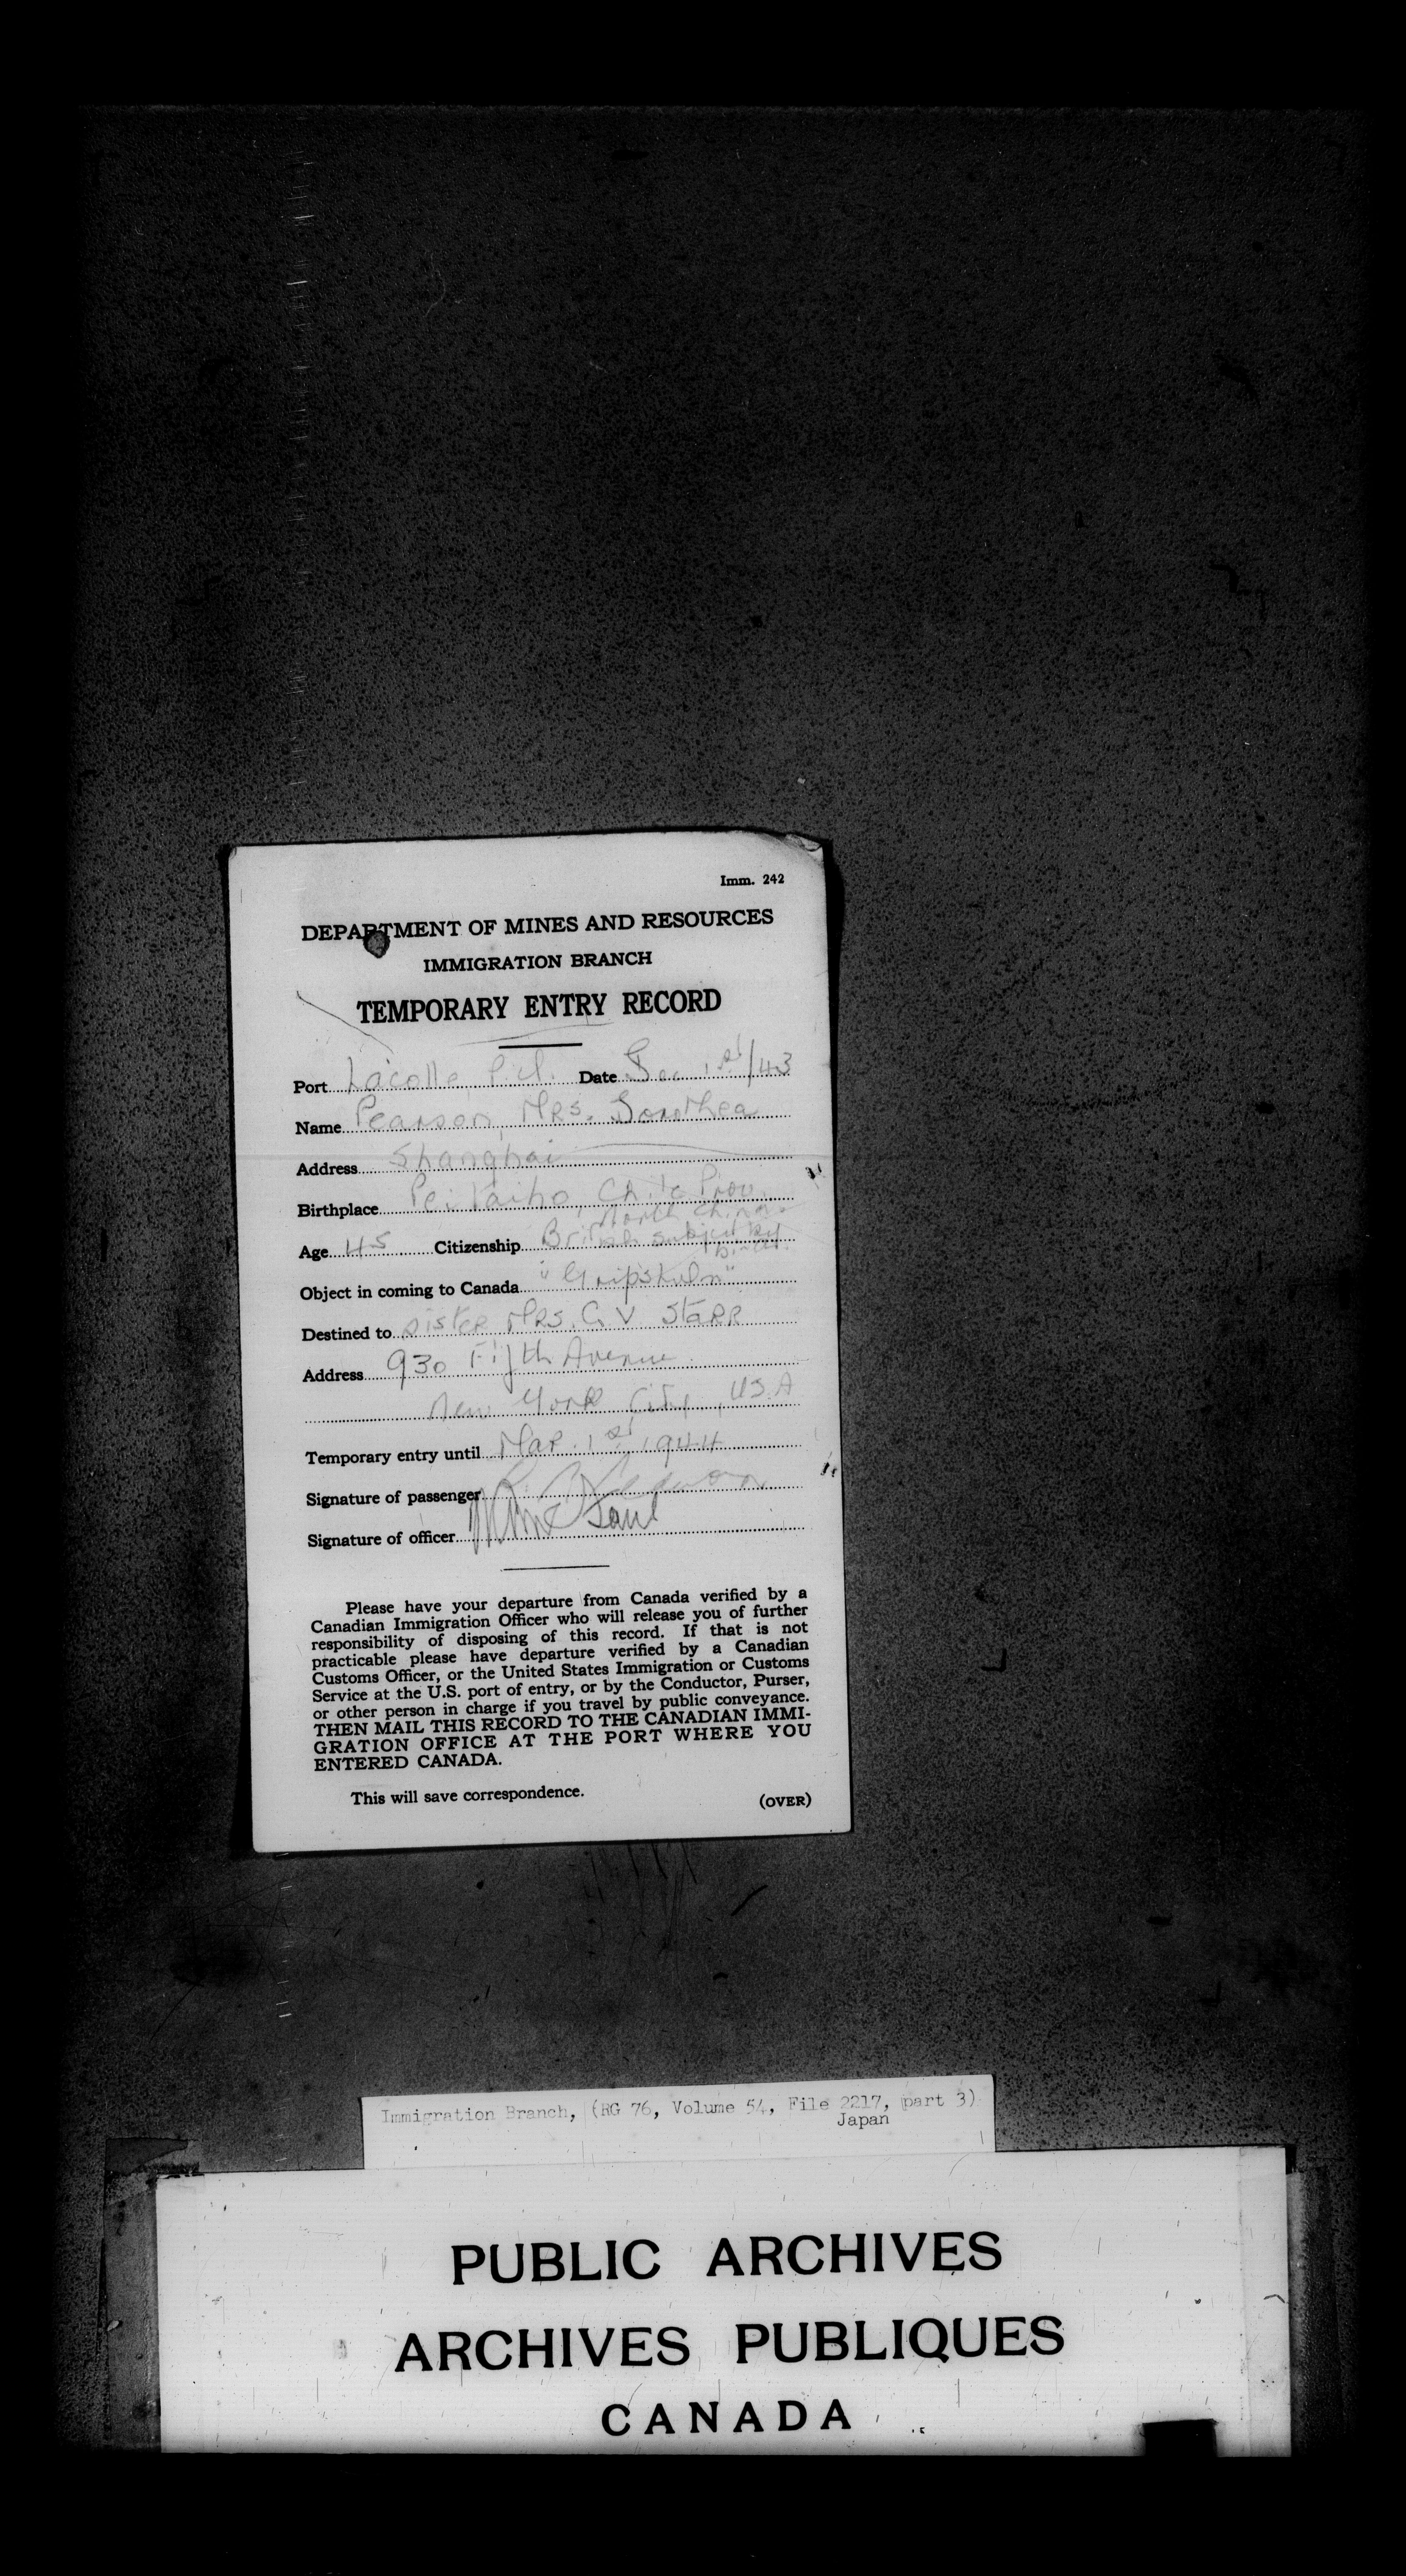 Imm. 242
DEPARTMENT OF MINES AND RESOURCES
IMMIGRATION BRANCH
TEMPORARY ENTRY RECORD
Port Lacolle P.Q. Date Dec 1st/43
Name Pearson, Mrs. Dorothea
Address Shanghai
Birthplace Peitaiho, Prov.
North China
Age 45 Citizenship British subject by
birth.
Object in coming to Canada "Gripsholm"
Destined to sister Mrs. C V Starr
Address 930 Fifth Avenue
New York City, USA
Temporary entry until Mar. 1st, 1944
Signature of passenger
Signature of officer
Please have your departure from Canada verified by a
Canadian Immigration Officer who will release you of further
responsibility of disposing of this record. If that is not
practicable please have departure verified by a Canadian
Customs Officer, or the United States Immigration or Customs
Service at the U.S. port of entry, or by the Conductor, Purser,
or other person in charge if you travel by public conveyance.
THEN MAIL THIS RECORD TO THE CANADIAN IMMI-
GRATION OFFICE AT THE PORT WHERE YOU
ENTERED CANADA.
This will save correspondence.
(OVER)
Immigration Branch, (RG 76, Volume 54, File 2217, part 3)
Japan
PUBLIC ARCHIVES
ARCHIVES PUBLIQUES
CANADA